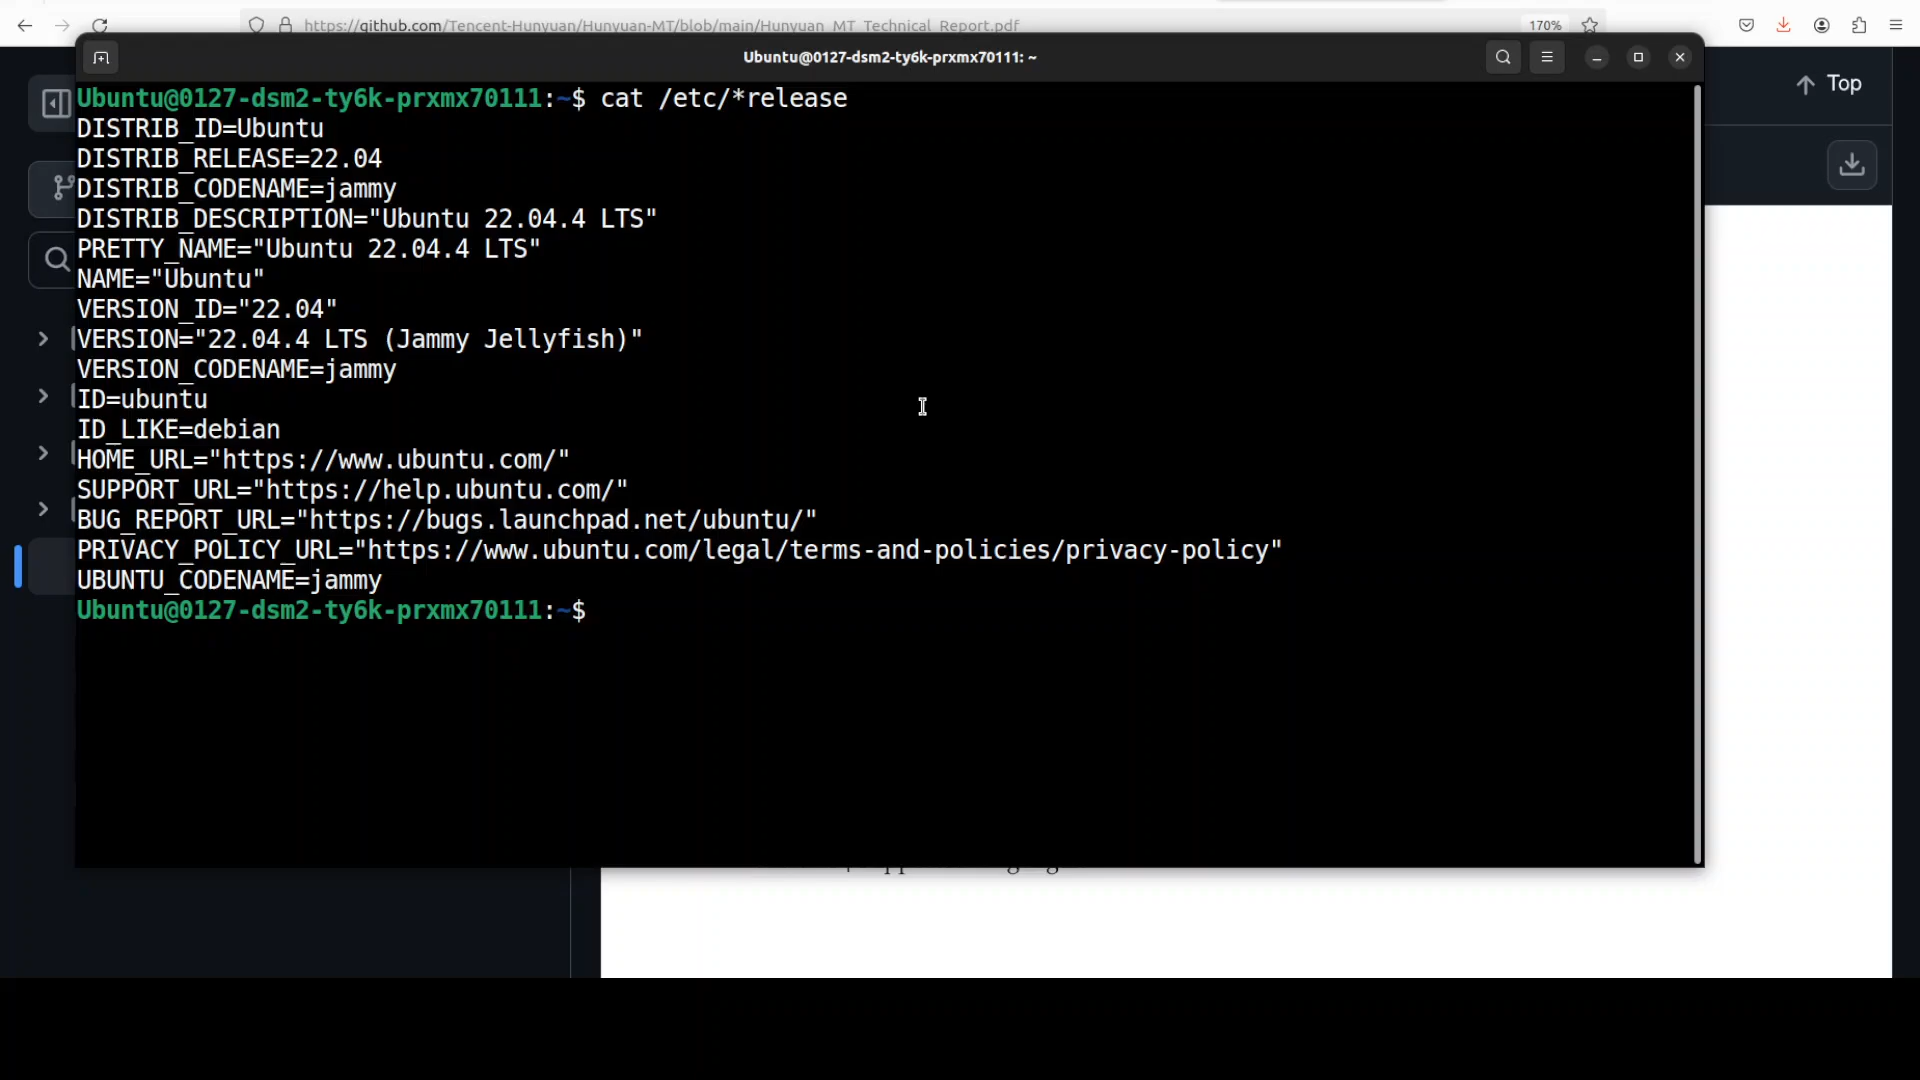 https://github.com/Tencent-Hunyuan/Hunyuan-MT/blob/main/Hunyuan_MT_Technical_Report.pdf
170%
Ubuntu@0127-dsm2-ty6k-prxmx70111: ~
Top
Ubuntu@0127-dsm2-ty6k-prxmx70111:~$ cat /etc/*release
DISTRIB_ID=Ubuntu
DISTRIB_RELEASE=22.04
DISTRIB_CODENAME=jammy
DISTRIB_DESCRIPTION="Ubuntu 22.04.4 LTS"
PRETTY_NAME="Ubuntu 22.04.4 LTS"
NAME="Ubuntu"
VERSION_ID="22.04"
VERSION="22.04.4 LTS (Jammy Jellyfish)"
VERSION_CODENAME=jammy
ID=ubuntu
ID_LIKE=debian
HOME_URL="https://www.ubuntu.com/"
SUPPORT_URL="https://help.ubuntu.com/"
BUG_REPORT_URL="https://bugs.launchpad.net/ubuntu/"
PRIVACY_POLICY_URL="https://www.ubuntu.com/legal/terms-and-policies/privacy-policy"
UBUNTU_CODENAME=jammy
Ubuntu@0127-dsm2-ty6k-prxmx70111:~$